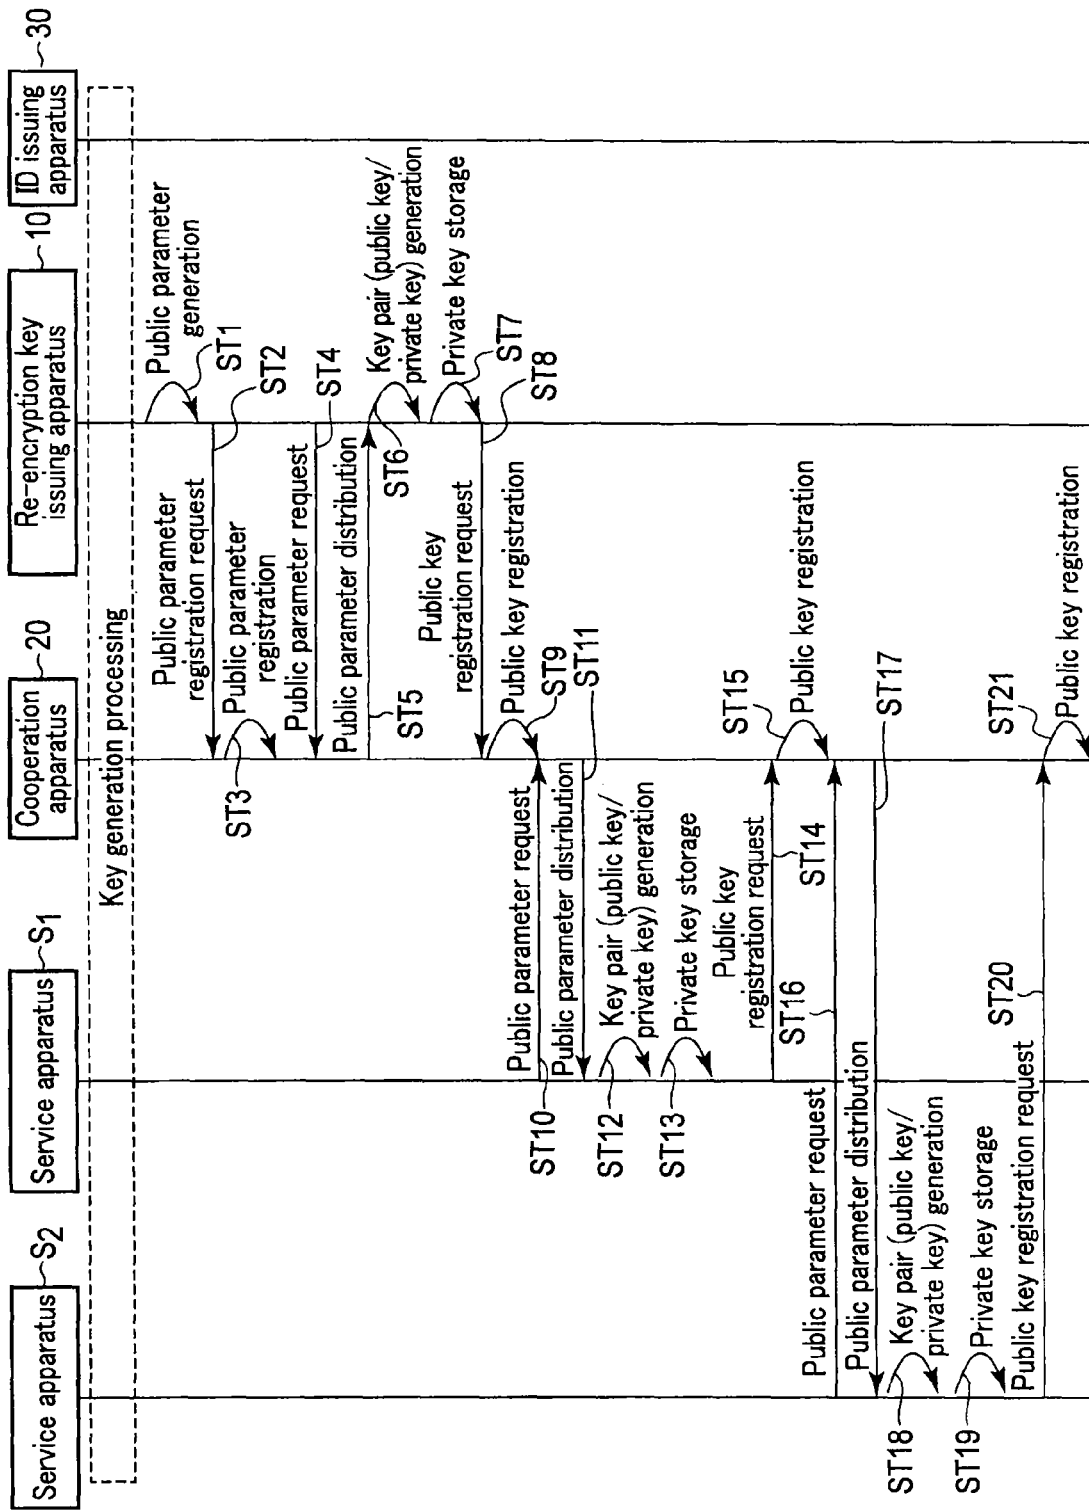 Service apparatus
S2
Service apparatus
S1
Cooperation
apparatus
20
Re-encryption key
issuing apparatus
10
ID issuing
apparatus
30
Key generation processing
Public parameter
generation
ST1
Public parameter
registration request
ST2
Public parameter
registration
ST3
Public parameter request
ST4
Public parameter distribution
ST5
Key pair (public key/
private key) generation
ST6
Private key storage
ST7
Public key
registration request
ST8
Public key registration
ST9
Public parameter request
ST10
Public parameter distribution
ST11
Key pair (public key/
private key) generation
ST12
Private key storage
ST13
Public key
registration request
ST14
Public key registration
ST15
Public parameter request
ST16
Public parameter distribution
ST17
Key pair (public key/
private key) generation
ST18
Private key storage
ST19
Public key registration request
ST20
Public key registration
ST21